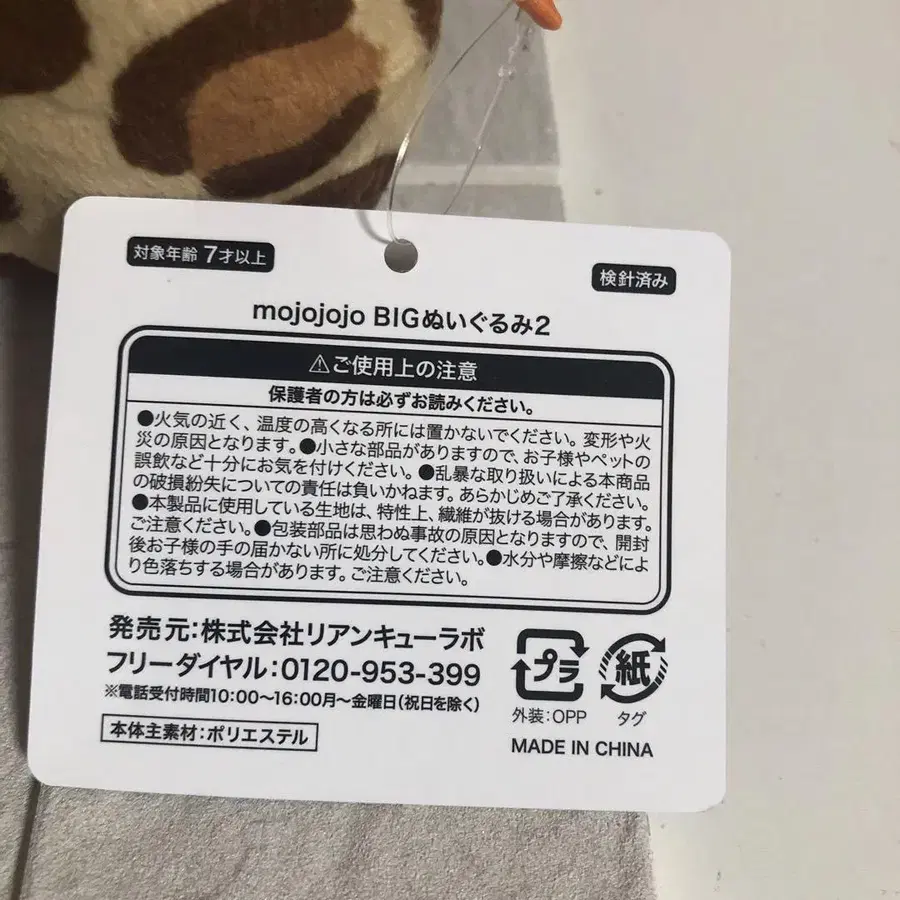 対象年齢 7才以上
検針済み
mojojojo BIGぬいぐるみ2
⚠ご使用上の注意
保護者の方は必ずお読みください。
●火気の近く、温度の高くなる所には置かないでください。変形や火
災の原因となります。●小さな部品がありますので、お子様やペットの
誤飲など十分にお気を付けください。●乱暴な取り扱いによる本商品
の破損紛失についての責任は負いかねます。あらかじめご了承ください。
●本製品に使用している生地は、特性上、繊維が抜ける場合があります。
ご注意ください。●包装部品は思わぬ事故の原因となりますので、開封
後お子様の手の届かない所に処分してください。●水分や摩擦などによ
り色落ちする場合があります。ご注意ください。
発売元:株式会社リアンキューラボ
フリーダイヤル:0120-953-399
※電話受付時間10:00～16:00月～金曜日(祝日を除く)
本体主素材:ポリエステル
プラ
紙
外装:OPP
タグ
MADE IN CHINA